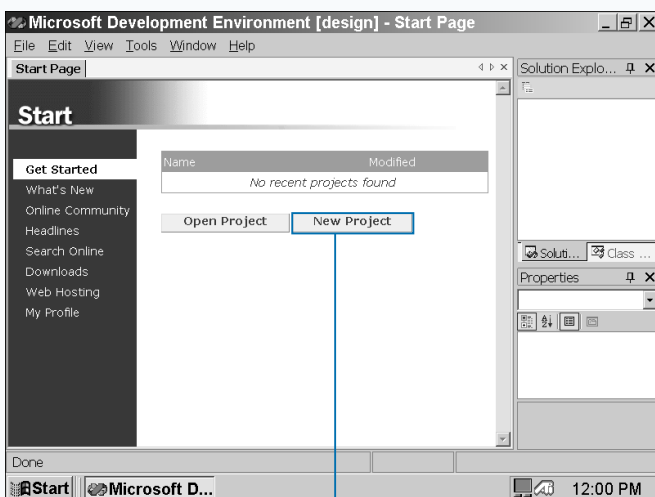 Microsoft Development Environment [design] - Start Page
File Edit View Tools Window Help
Start Page
Solution Explo...
Start
Get Started
What's New
Online Community
Headlines
Search Online
Downloads
Web Hosting
My Profile
Name Modified
No recent projects found
Open Project New Project
Soluti... Class ...
Properties
Done
Start Microsoft D... 12:00 PM